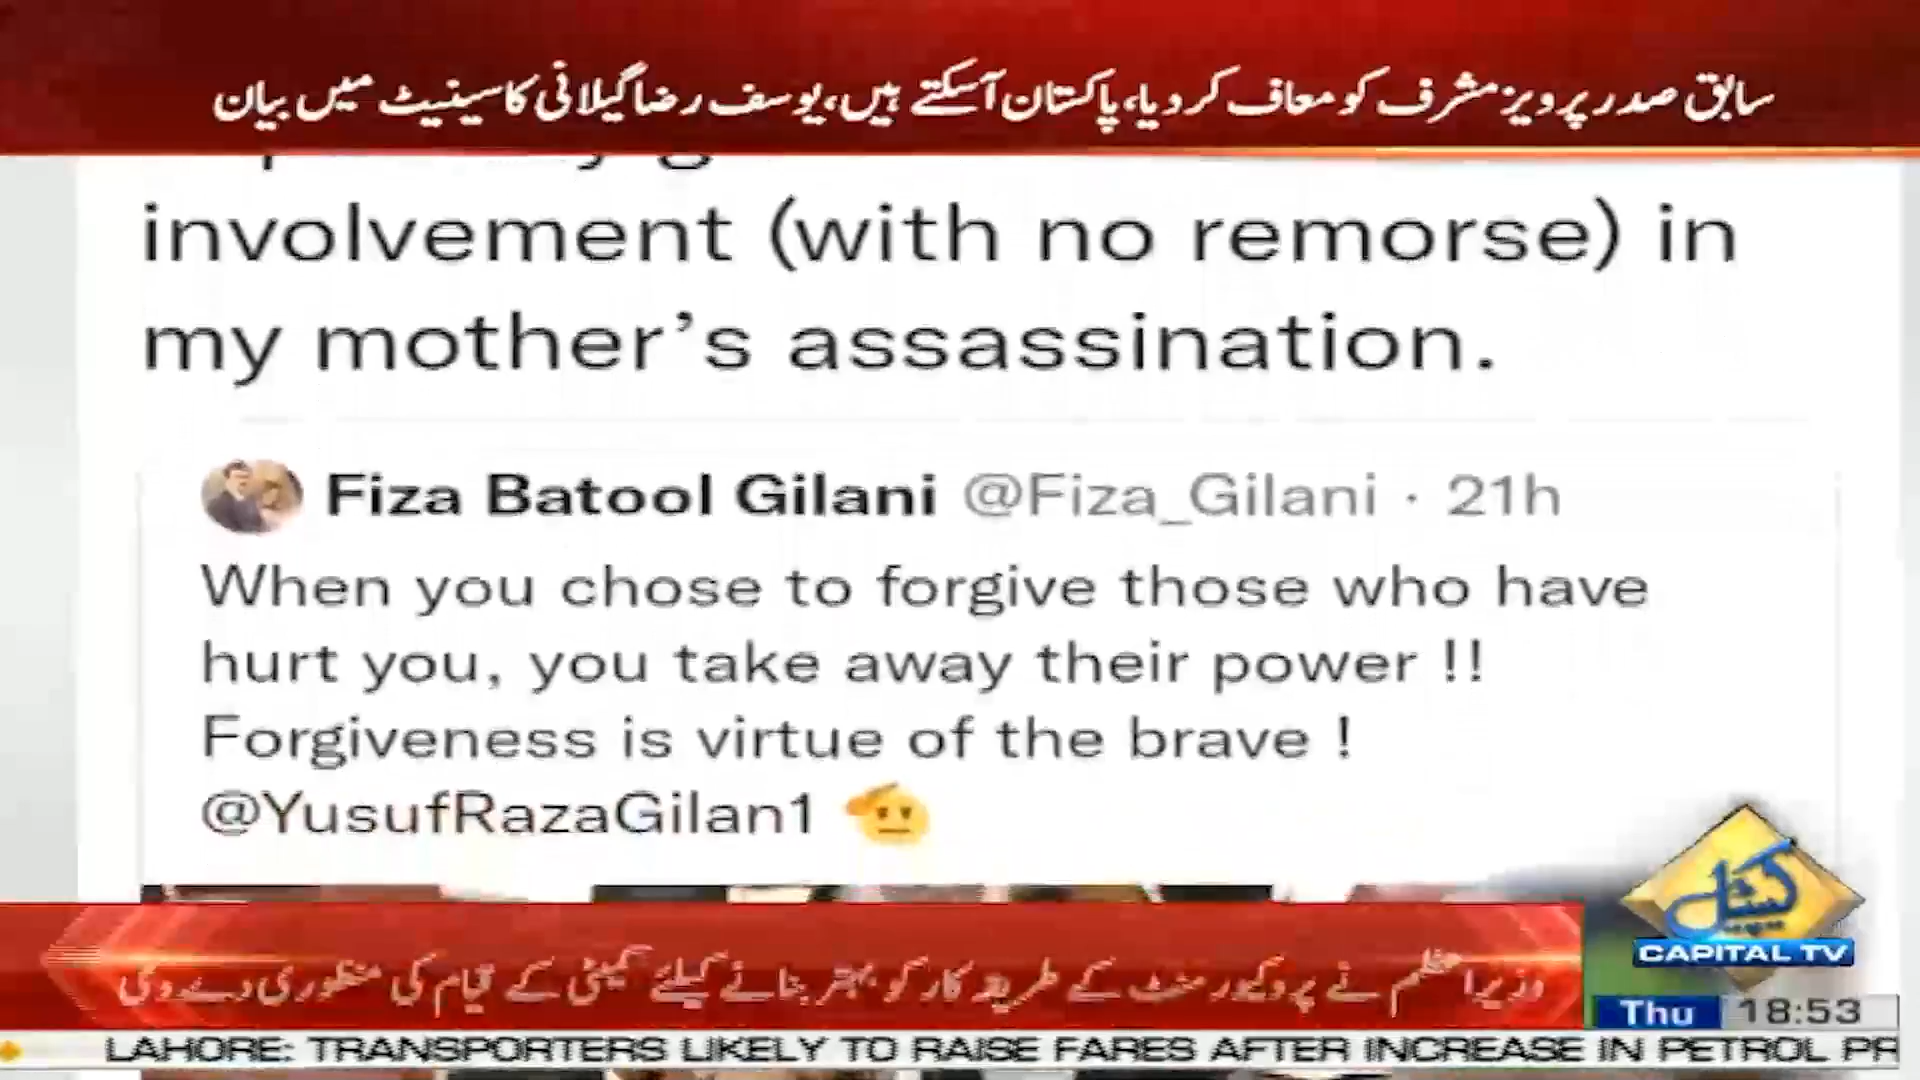 سابق صدر پرویز مشرف کو معاف کر دیا، پاکستان آسکتے ہیں، یوسف رضا گیلانی کا سینیٹ میں بیان
involvement (with no remorse) in
my mother’s assassination.
Fiza Batool Gilani @Fiza_Gilani · 21h
When you chose to forgive those who have
hurt you, you take away their power !!
Forgiveness is virtue of the brave !
@YusufRazaGilan1 🫡
کیپیٹل
CAPITAL TV
وزیراعظم نے پروکیورمنٹ کے طریقہ کار کو بہتر بنانے کیلئے کمیٹی کے قیام کی منظوری دے دی
Thu 18:53
LAHORE: TRANSPORTERS LIKELY TO RAISE FARES AFTER INCREASE IN PETROL PR